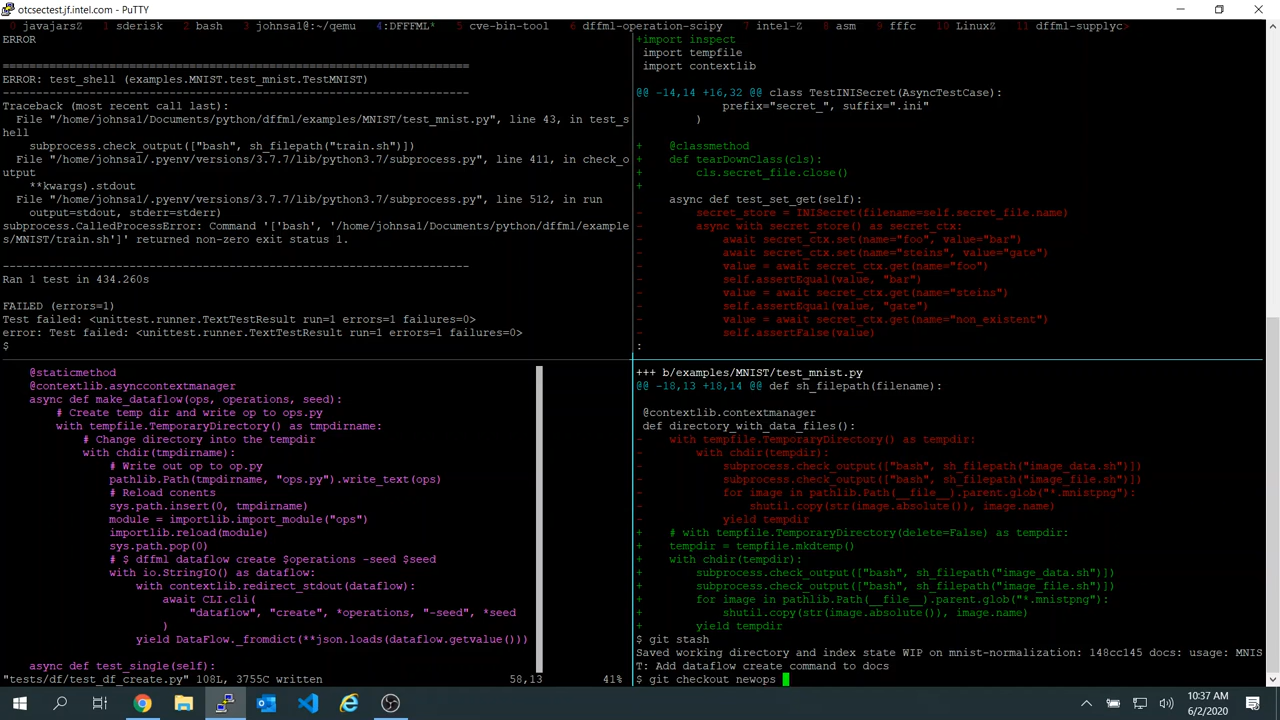 otcsectest.jf.intel.com - PuTTY
0 javajarsZ 1 sderisk 2 bash 3 johnsa1@:~/qemu 4:DFFFML* 5 cve-bin-tool 6 dffml-operation-scipy 7 intel-Z 8 asm 9 fffc 10 LinuxZ 11 dffml-supplyc>
ERROR
======================================================================
ERROR: test_shell (examples.MNIST.test_mnist.TestMNIST)
----------------------------------------------------------------------
Traceback (most recent call last):
File "/home/johnsa1/Documents/python/dffml/examples/MNIST/test_mnist.py", line 43, in test_s
hell
subprocess.check_output(["bash", sh_filepath("train.sh")])
File "/home/johnsa1/.pyenv/versions/3.7.7/lib/python3.7/subprocess.py", line 411, in check_o
utput
**kwargs).stdout
File "/home/johnsa1/.pyenv/versions/3.7.7/lib/python3.7/subprocess.py", line 512, in run
output=stdout, stderr=stderr)
subprocess.CalledProcessError: Command '['bash', '/home/johnsa1/Documents/python/dffml/example
s/MNIST/train.sh']' returned non-zero exit status 1.
----------------------------------------------------------------------
Ran 1 test in 434.260s
FAILED (errors=1)
Test failed: <unittest.runner.TextTestResult run=1 errors=1 failures=0>
error: Test failed: <unittest.runner.TextTestResult run=1 errors=1 failures=0>
$
+import inspect
import tempfile
import contextlib
@@ -14,14 +16,32 @@ class TestINISecret(AsyncTestCase):
prefix="secret_", suffix=".ini"
)
+ @classmethod
+ def tearDownClass(cls):
+ cls.secret_file.close()
+
async def test_set_get(self):
- secret_store = INISecret(filename=self.secret_file.name)
- async with secret_store() as secret_ctx:
- await secret_ctx.set(name="foo", value="bar")
- await secret_ctx.set(name="steins", value="gate")
- value = await secret_ctx.get(name="foo")
- self.assertEqual(value, "bar")
- value = await secret_ctx.get(name="steins")
- self.assertEqual(value, "gate")
- value = await secret_ctx.get(name="non_existent")
- self.assertFalse(value)
:
@staticmethod
@contextlib.asynccontextmanager
async def make_dataflow(ops, operations, seed):
# Create temp dir and write op to ops.py
with tempfile.TemporaryDirectory() as tmpdirname:
# Change directory into the tempdir
with chdir(tmpdirname):
# Write out op to op.py
pathlib.Path(tmpdirname, "ops.py").write_text(ops)
# Reload conents
sys.path.insert(0, tmpdirname)
module = importlib.import_module("ops")
importlib.reload(module)
sys.path.pop(0)
# $ dffml dataflow create $operations -seed $seed
with io.StringIO() as dataflow:
with contextlib.redirect_stdout(dataflow):
await CLI.cli(
"dataflow", "create", *operations, "-seed", *seed
)
yield DataFlow._fromdict(**json.loads(dataflow.getvalue()))
async def test_single(self):
"tests/df/test_df_create.py" 108L, 3755C written 58,13 41%
+++ b/examples/MNIST/test_mnist.py
@@ -18,13 +18,14 @@ def sh_filepath(filename):
@contextlib.contextmanager
def directory_with_data_files():
- with tempfile.TemporaryDirectory() as tempdir:
- with chdir(tempdir):
- subprocess.check_output(["bash", sh_filepath("image_data.sh")])
- subprocess.check_output(["bash", sh_filepath("image_file.sh")])
- for image in pathlib.Path(__file__).parent.glob("*.mnistpng"):
- shutil.copy(str(image.absolute()), image.name)
- yield tempdir
+ # with tempfile.TemporaryDirectory(delete=False) as tempdir:
+ tempdir = tempfile.mkdtemp()
+ with chdir(tempdir):
+ subprocess.check_output(["bash", sh_filepath("image_data.sh")])
+ subprocess.check_output(["bash", sh_filepath("image_file.sh")])
+ for image in pathlib.Path(__file__).parent.glob("*.mnistpng"):
+ shutil.copy(str(image.absolute()), image.name)
+ yield tempdir
$ git stash
Saved working directory and index state WIP on mnist-normalization: 148cc145 docs: usage: MNIS
T: Add dataflow create command to docs
$ git checkout newops
10:37 AM
6/2/2020